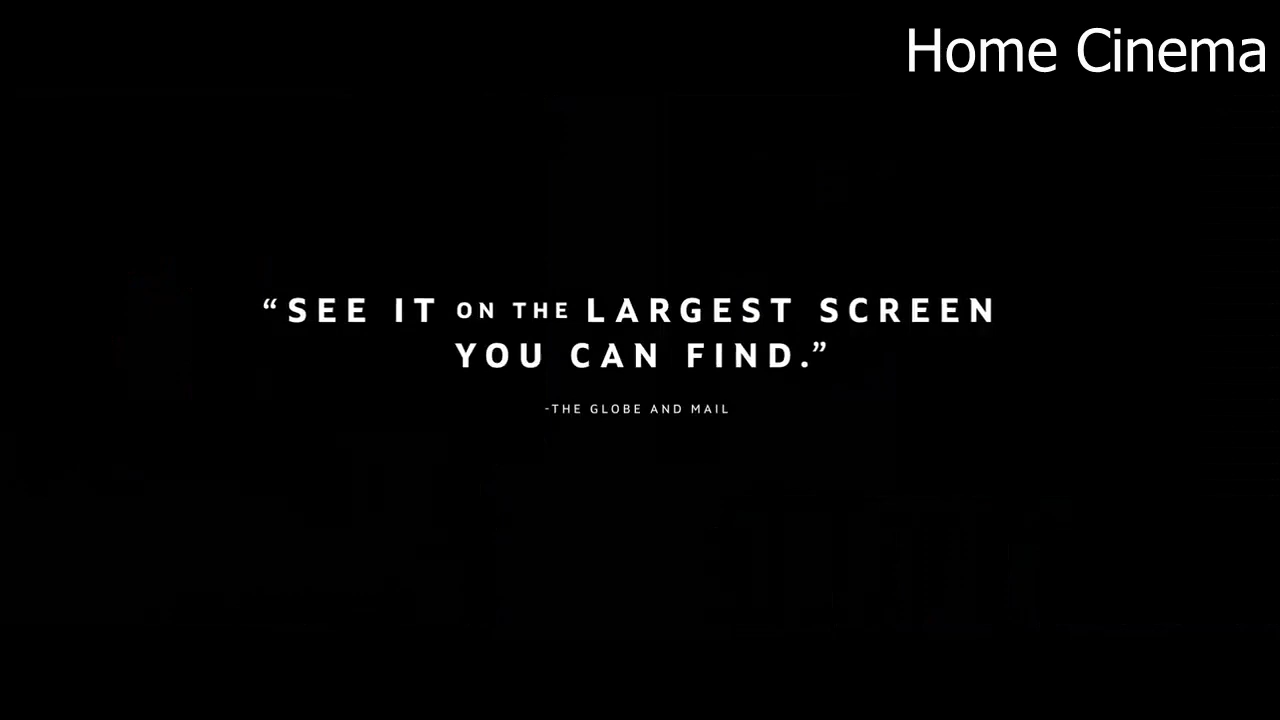 Home Cinema
“SEE IT ON THE LARGEST SCREEN
YOU CAN FIND.”
-THE GLOBE AND MAIL